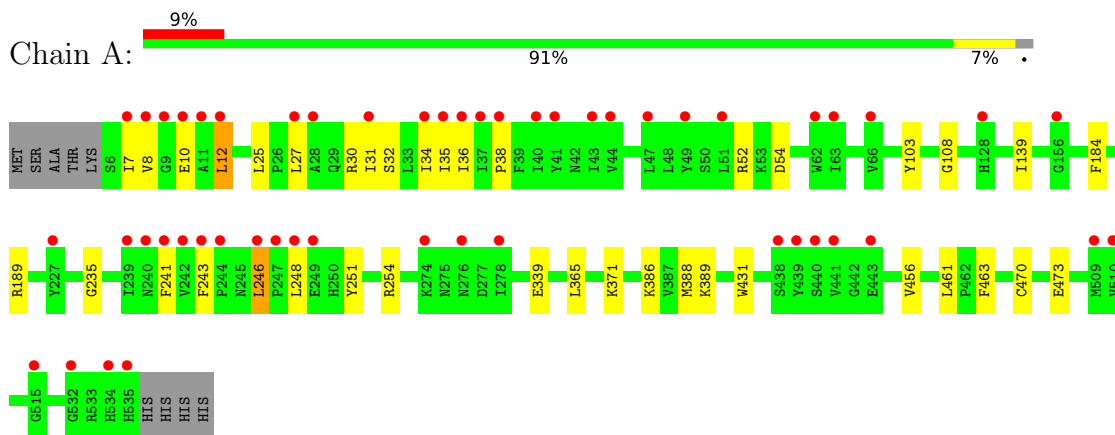 9%
Chain A:
91% 7% •
MET SER ALA THR LYS S6 I7 V8 G9 E10 A11 L12 L25 P26 L27 A28 Q29 R30 I31 S32 L33 I34 I35 I36 I37 P38 F39 I40 Y41 N42 I43 V44 L47 L48 Y49 S50 L51 R52 K53 D54 W62 I63 V66 Y103 G108 H128 I139 G156 F184
R189 Y227 G235 I239 N240 F241 V242 F243 P244 N245 L246 P247 L248 E249 H250 Y251 R254 K274 N275 N276 D277 I278 E339 L365 K371 K386 V387 M388 K389 W431 S438 Y439 S440 V441 G442 E443 V456 L461 P462 F463 C470 E473 M509 V510
G515 G532 R533 H534 H535 HIS HIS HIS HIS